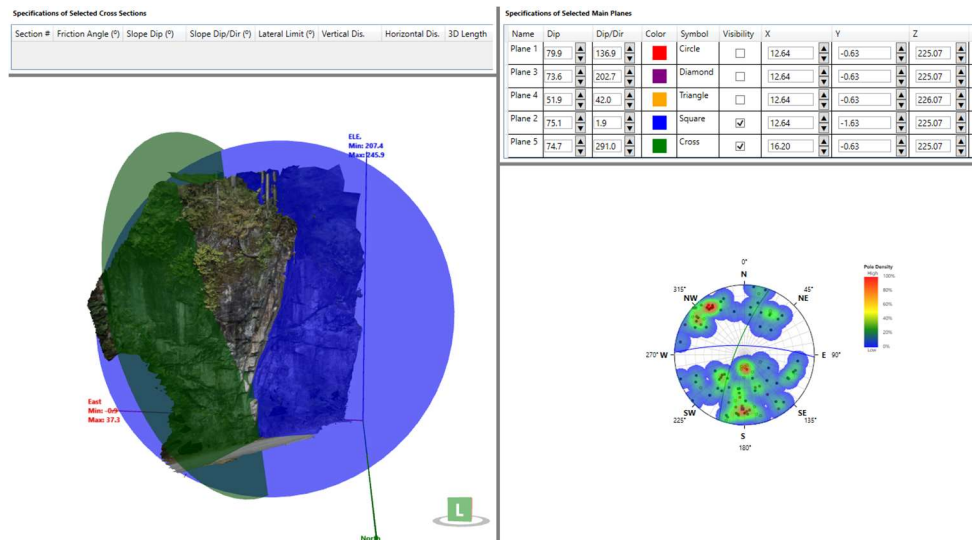 Specifications of Selected Cross Sections
Section # Friction Angle (º) Slope Dip (º) Slope Dip/Dir (º) Lateral Limit (º) Vertical Dis. Horizontal Dis. 3D Length
ELE.
Min: 207.4
Max: 245.9
East
Min: -0.9
Max: 37.3
L
North
Specifications of Selected Main Planes
Name Dip Dip/Dir Color Symbol Visibility X Y Z
Plane 1 79.9 136.9 Circle 12.64 -0.63 225.07
Plane 3 73.6 202.7 Diamond 12.64 -0.63 225.07
Plane 4 51.9 42.0 Triangle 12.64 -0.63 226.07
Plane 2 75.1 1.9 Square 12.64 -1.63 225.07
Plane 5 74.7 291.0 Cross 16.20 -0.63 225.07
0°
N
315° 45°
NW NE
270° W E 90°
SW SE
225° 135°
S
180°
Pole Density
High 100%
80%
60%
40%
20%
Low 0%